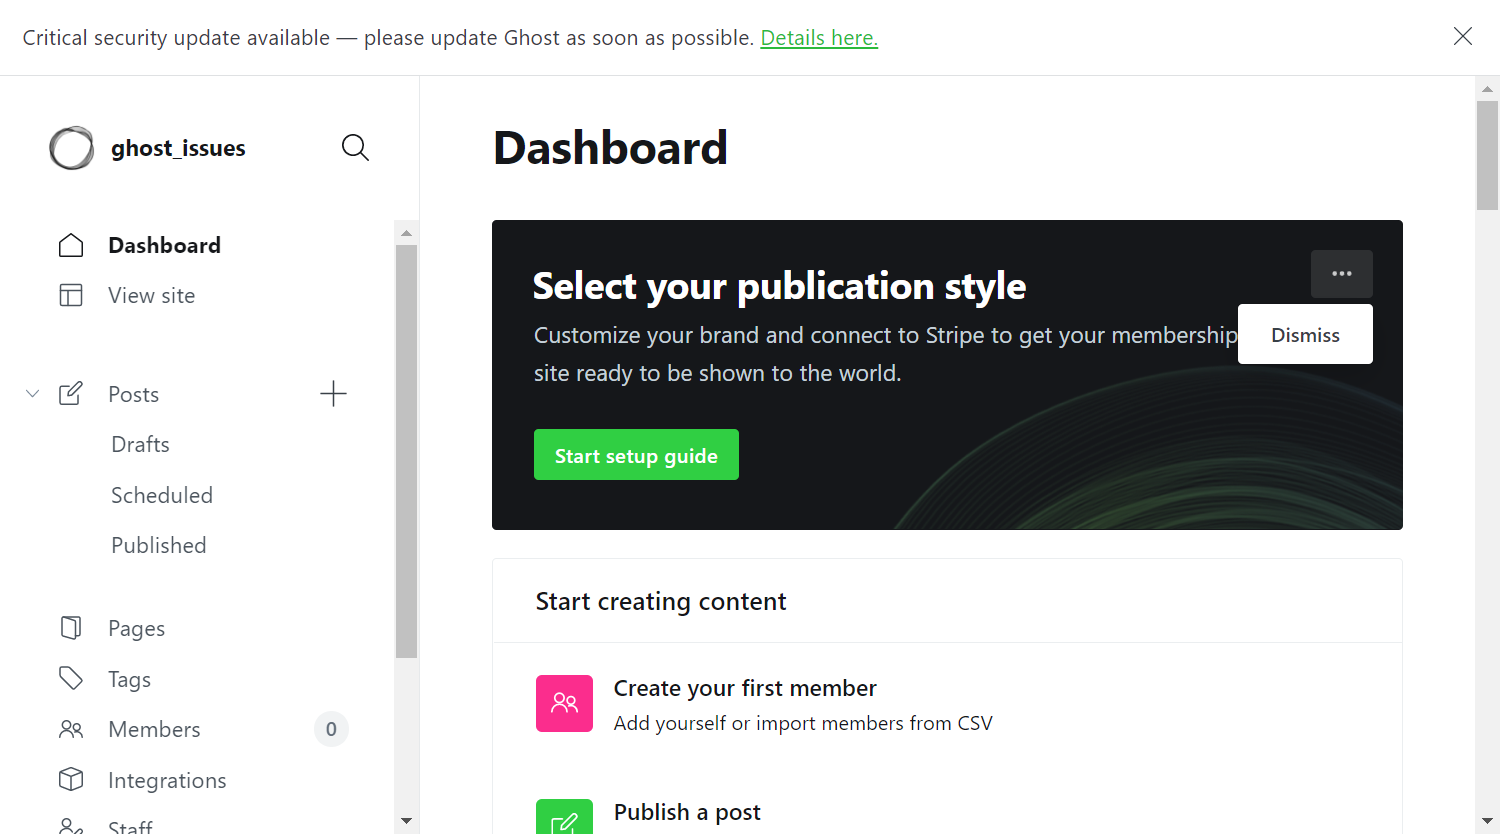 Critical security update available — please update Ghost as soon as possible. Details here.
ghost_issues
Dashboard
View site
Posts
Drafts
Scheduled
Published
Pages
Tags
Members 0
Integrations
Staff
Dashboard
Select your publication style
Customize your brand and connect to Stripe to get your membership
site ready to be shown to the world.
Dismiss
Start setup guide
Start creating content
Create your first member
Add yourself or import members from CSV
Publish a post